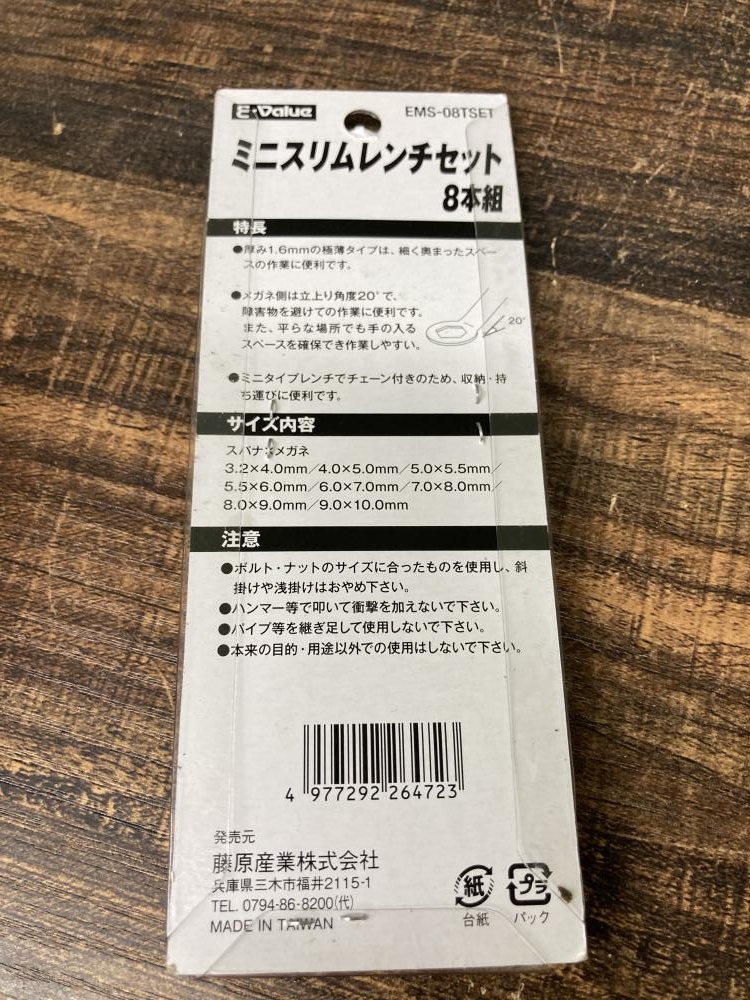 E-Value
EMS-08TSET
ミニスリムレンチセット
8本組
特長
●厚み1.6mmの極薄タイプは、細く奥まったスペー
スの作業に便利です。
●メガネ側は立上り角度20°で、
障害物を避けての作業に便利です。
また、平らな場所でも手の入る
スペースを確保でき作業しやすい。
20°
●ミニタイプレンチでチェーン付きのため、収納・持
ち運びに便利です。
サイズ内容
スパナ×メガネ
3.2×4.0mm/4.0×5.0mm/5.0×5.5mm/
5.5×6.0mm/6.0×7.0mm/7.0×8.0mm/
8.0×9.0mm/9.0×10.0mm
注意
●ボルト・ナットのサイズに合ったものを使用し、斜
掛けや浅掛けはおやめ下さい。
●ハンマー等で叩いて衝撃を加えないで下さい。
●パイプ等を継ぎ足して使用しないで下さい。
●本来の目的・用途以外での使用はしないで下さい。
4 977292 264723
発売元
藤原産業株式会社
兵庫県三木市福井2115-1
TEL. 0794-86-8200(代)
MADE IN TAIWAN
紙
台紙
プラ
パック